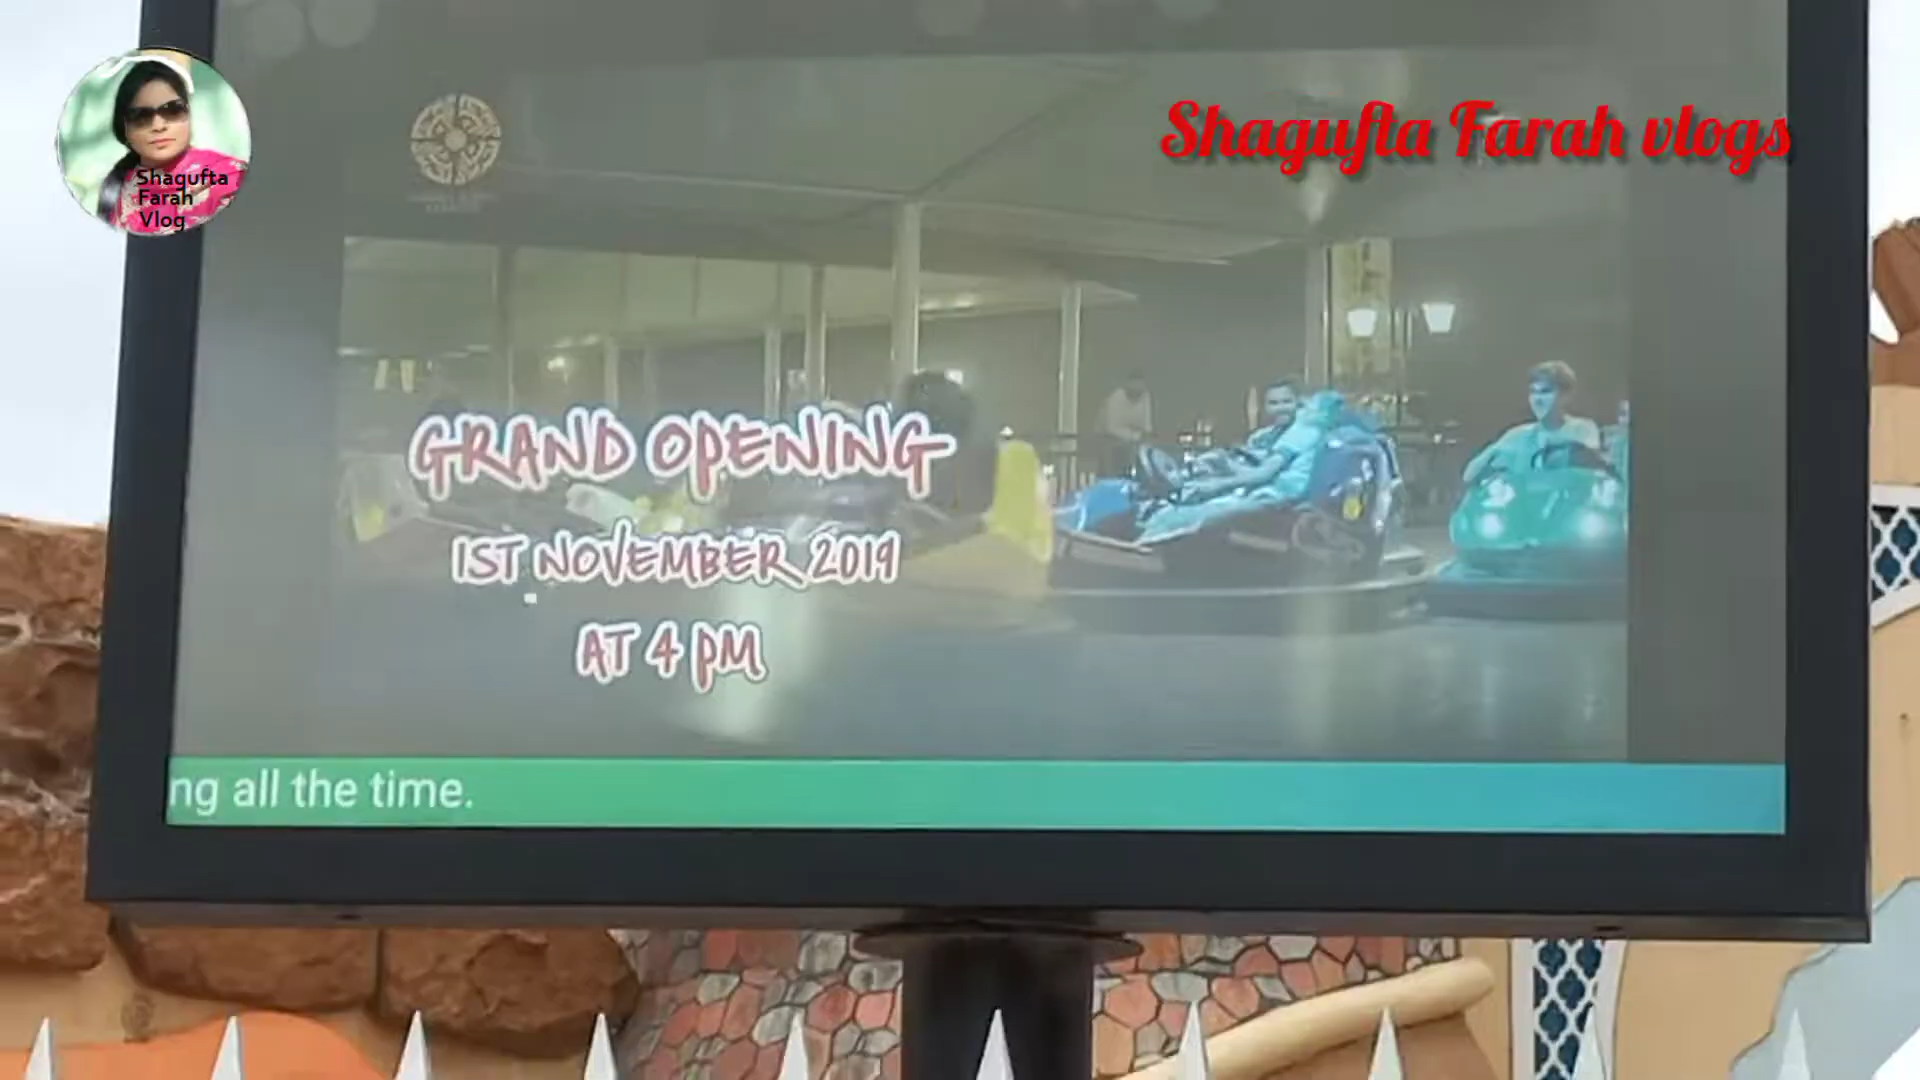 Shagufta Farah vlogs
Shagufta
Farah
Vlog
GRAND OPENING
1ST NOVEMBER 2019
AT 4 PM
ng all the time.